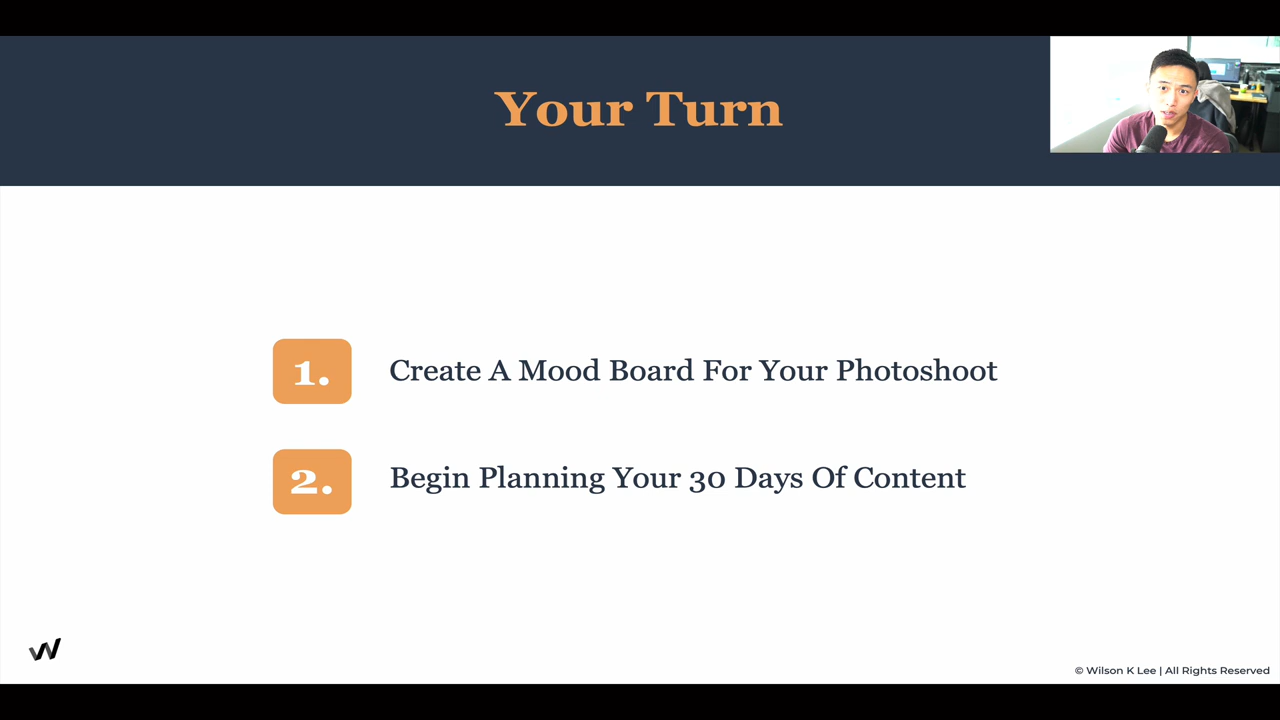 Your Turn
1.
Create A Mood Board For Your Photoshoot
2.
Begin Planning Your 30 Days Of Content
W
© Wilson K Lee | All Rights Reserved